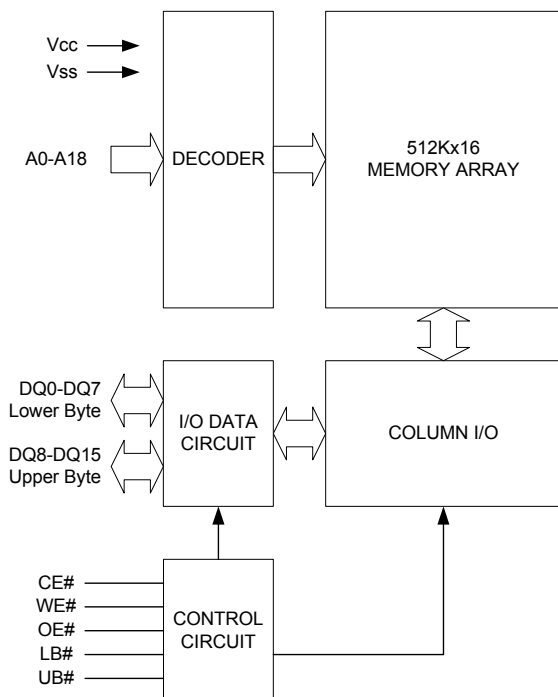 Vcc
Vss
A0-A18
DECODER
512Kx16
MEMORY ARRAY
DQ0-DQ7
Lower Byte
DQ8-DQ15
Upper Byte
I/O DATA
CIRCUIT
COLUMN I/O
CE#
WE#
OE#
LB#
UB#
CONTROL
CIRCUIT